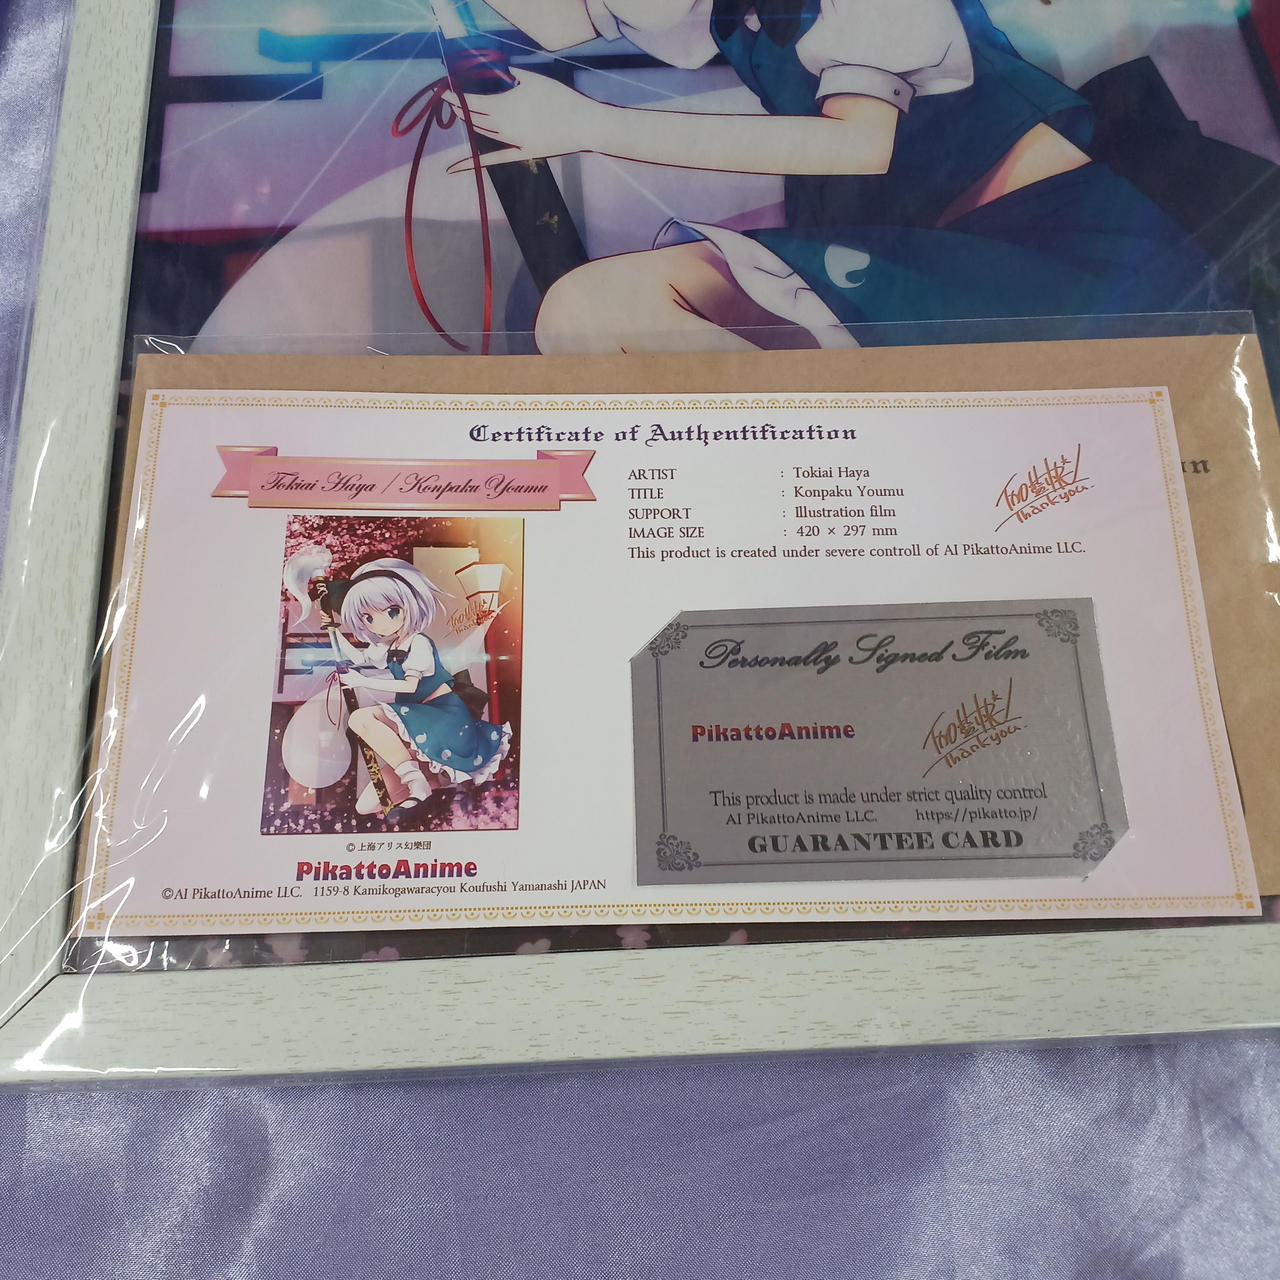 Certificate of Authentification
Tokiai Haya / Konpaku Youmu
ARTIST : Tokiai Haya
TITLE : Konpaku Youmu
SUPPORT : Illustration film
IMAGE SIZE : 420 × 297 mm
This product is created under severe controll of AI PikattoAnime LLC.
Thankyou.
Thankyou.
© 上海アリス幻樂団
PikattoAnime
©AI PikattoAnime LLC. 1159-8 Kamikogawaracyou Koufushi Yamanashi JAPAN
Personally Signed Film
PikattoAnime
Thankyou.
This product is made under strict quality control
AI PikattoAnime LLC. https://pikatto.jp/
GUARANTEE CARD